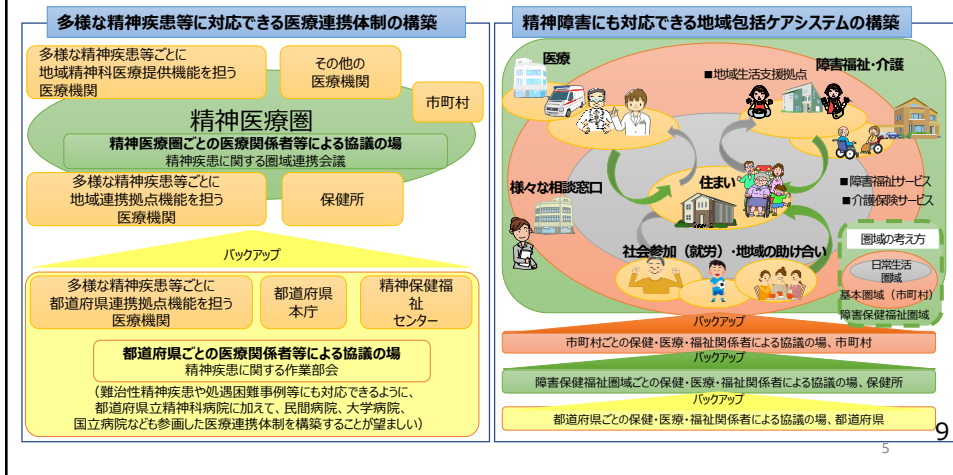 多様な精神疾患等に対応できる医療連携体制の構築
多様な精神疾患等ごとに
地域精神科医療提供機能を担う
医療機関
その他の
医療機関
市町村
精神医療圏
精神医療圏ごとの医療関係者等による協議の場
精神疾患に関する圏域連携会議
多様な精神疾患等ごとに
地域連携拠点機能を担う
医療機関
保健所
バックアップ
多様な精神疾患等ごとに
都道府県連携拠点機能を担う
医療機関
都道府県
本庁
精神保健福
祉
センター
都道府県ごとの医療関係者等による協議の場
精神疾患に関する作業部会
(難治性精神疾患や処遇困難事例等にも対応できるように、
都道府県立精神科病院に加えて、民間病院、大学病院、
国立病院なども参画した医療連携体制を構築することが望ましい)
精神障害にも対応できる地域包括ケアシステムの構築
医療
■地域生活支援拠点
障害福祉・介護
様々な相談窓口
住まい
■障害福祉サービス
■介護保険サービス
社会参加(就労)・地域の助け合い
圏域の考え方
日常生活
圏域
基本圏域(市町村)
障害保健福祉圏域
バックアップ
市町村ごとの保健・医療・福祉関係者による協議の場、市町村
バックアップ
障害保健福祉圏域ごとの保健・医療・福祉関係者による協議の場、保健所
バックアップ
都道府県ごとの保健・医療・福祉関係者による協議の場、都道府県
9
5